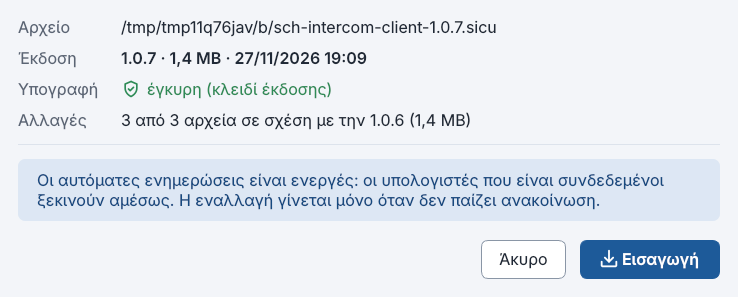 Αρχείο /tmp/tmp11q76jav/b/sch-intercom-client-1.0.7.sicu
Έκδοση 1.0.7 · 1,4 MB · 27/11/2026 19:09
Υπογραφή έγκυρη (κλειδί έκδοσης)
Αλλαγές 3 από 3 αρχεία σε σχέση με την 1.0.6 (1,4 MB)
Οι αυτόματες ενημερώσεις είναι ενεργές: οι υπολογιστές που είναι συνδεδεμένοι
ξεκινούν αμέσως. Η εναλλαγή γίνεται μόνο όταν δεν παίζει ανακοίνωση.
Άκυρο Εισαγωγή